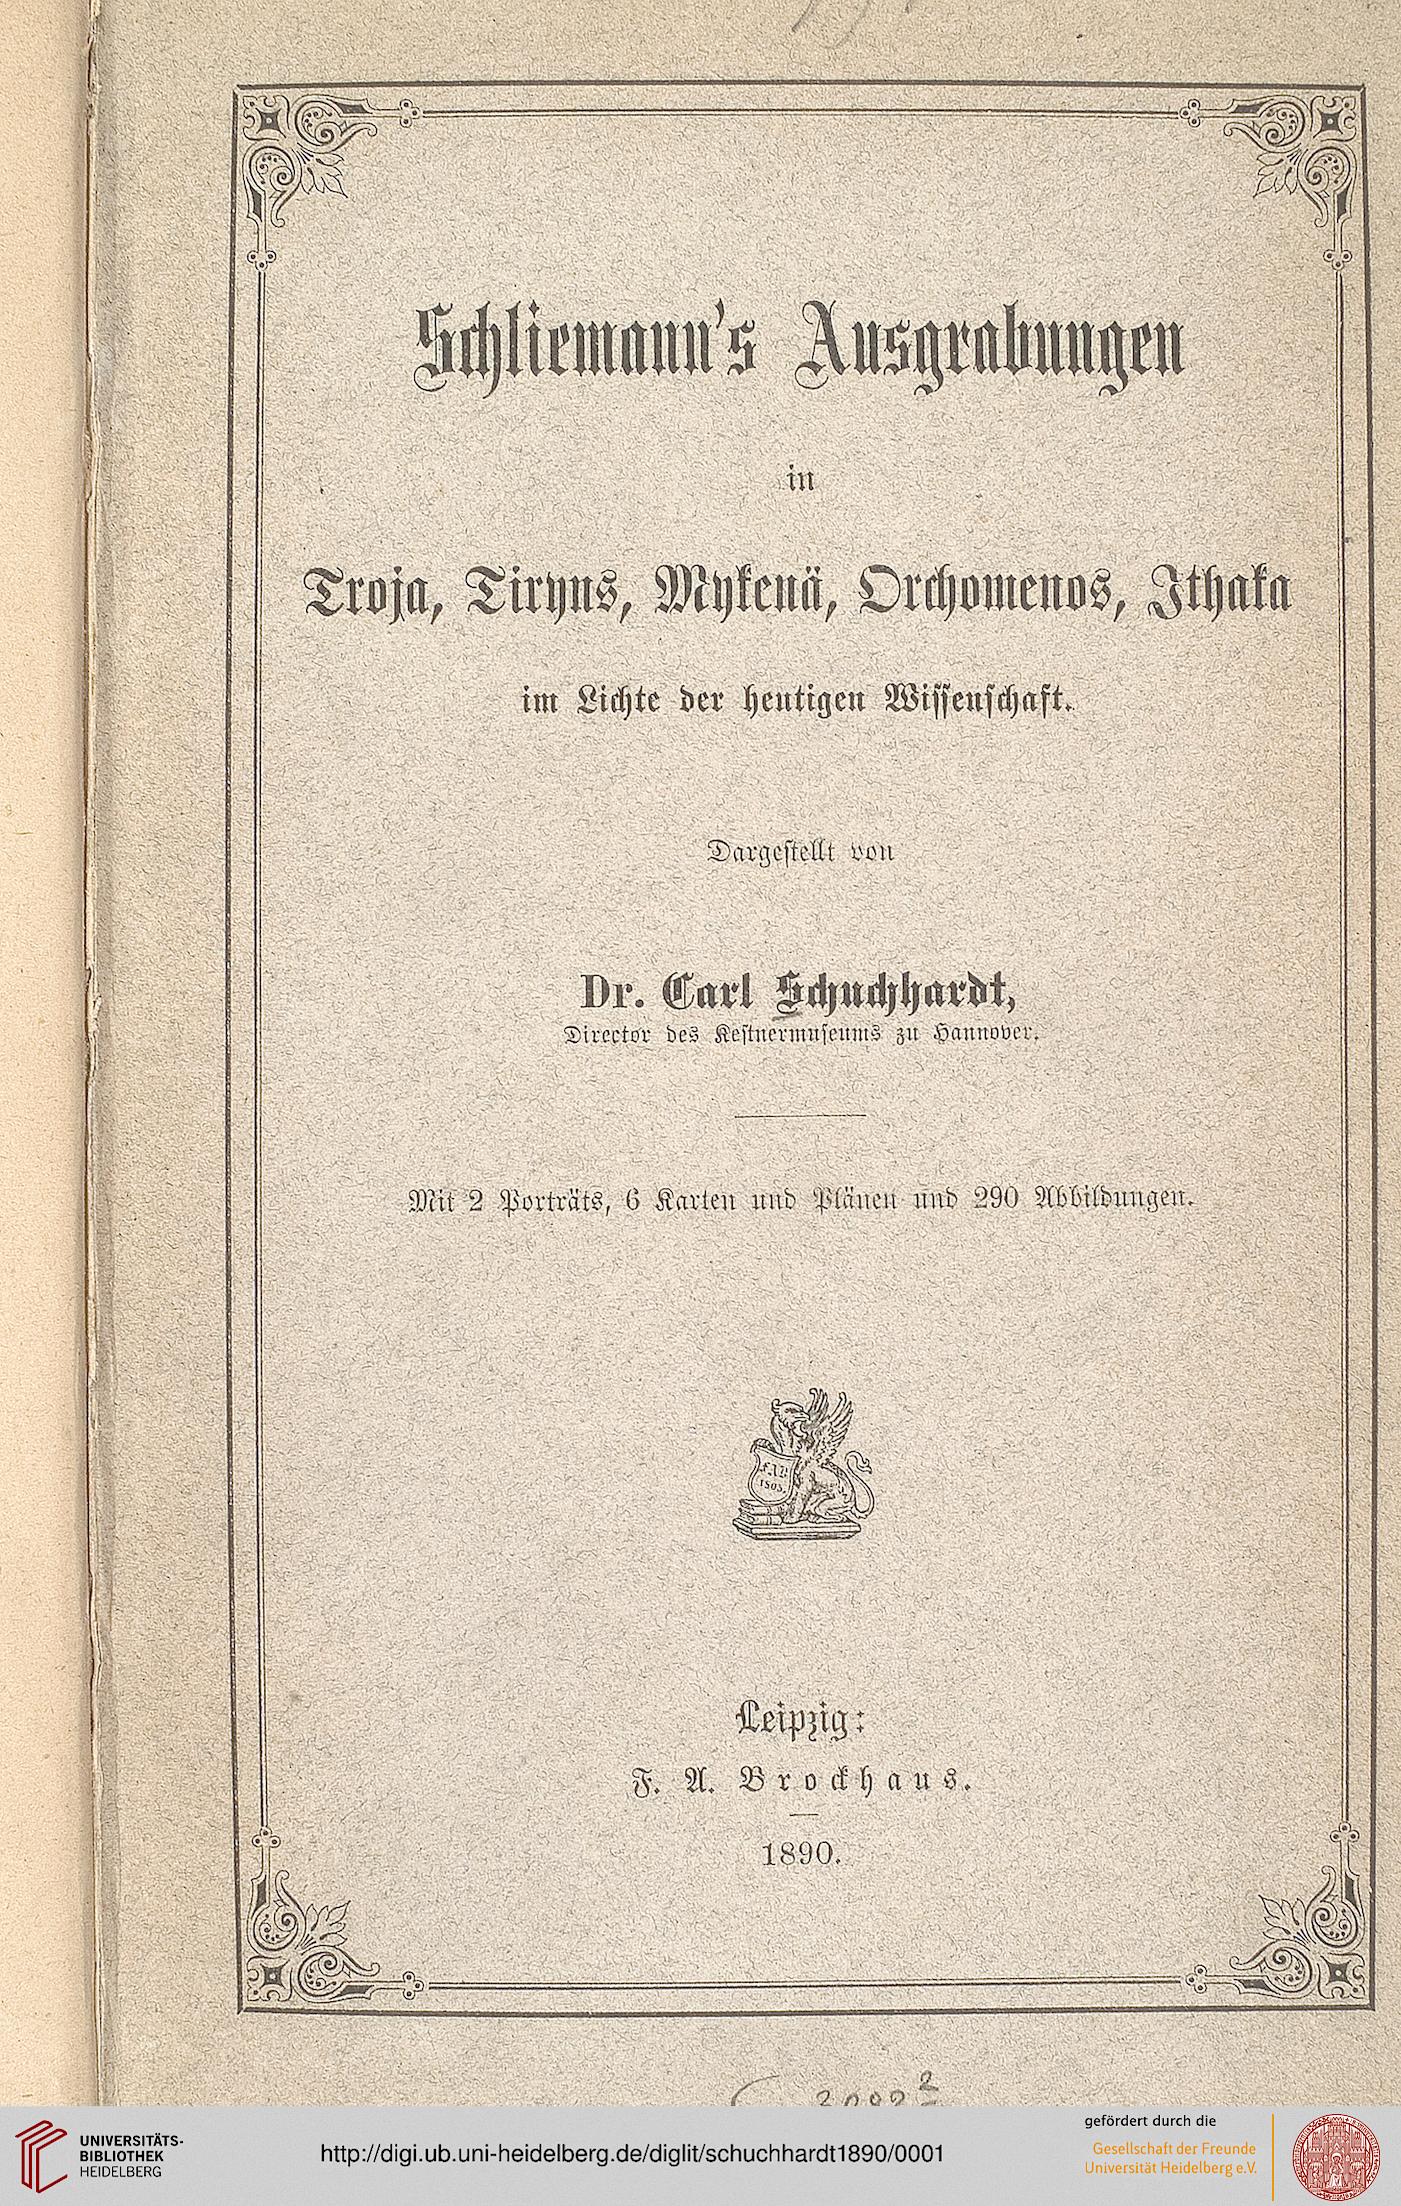 Schliemann's Ausgrabungen
in
Troja, Tiryns, Mykenä, Orchomenos, Ithaka
im Lichte der heutigen Wissenschaft.
Dargestellt von
Dr. Carl Schuchhardt,
Director des Kestnermuseums zu Hannover.
Mit 2 Porträts, 6 Karten und Plänen und 290 Abbildungen.
F.A.B
1805.
Leipzig:
F. A. Brockhaus.
1890.
UNIVERSITÄTS-
BIBLIOTHEK
HEIDELBERG
http://digi.ub.uni-heidelberg.de/diglit/schuchhardt1890/0001
gefördert durch die
Gesellschaft der Freunde
Universität Heidelberg e.V.